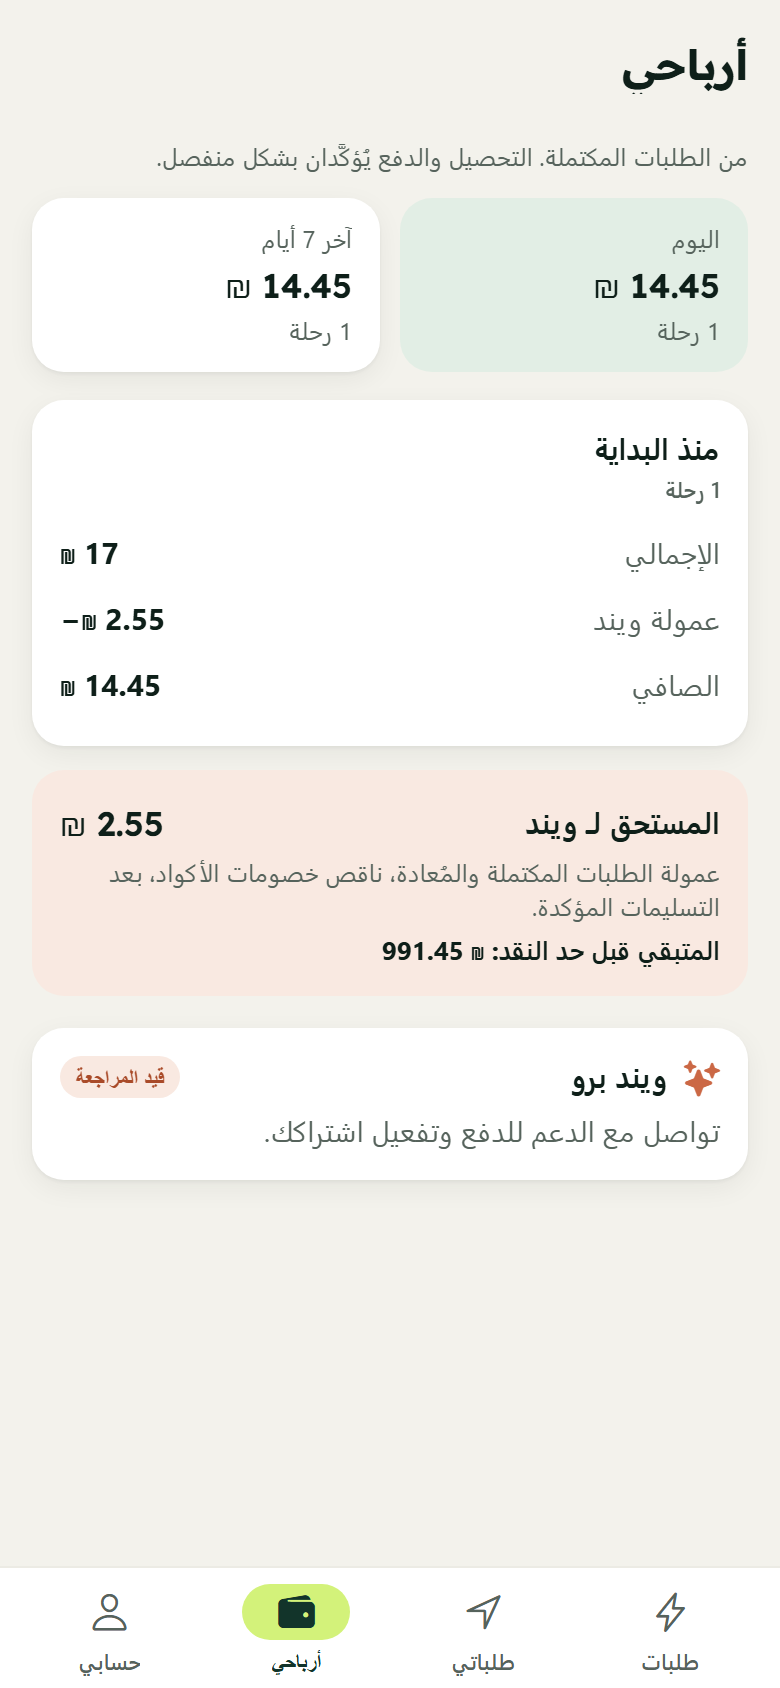 أرباحي
من الطلبات المكتملة. التحصيل والدفع يُؤكَّدان بشكل منفصل.
اليوم
14.45 ₪
1 رحلة
آخر 7 أيام
14.45 ₪
1 رحلة
منذ البداية
1 رحلة
الإجمالي 17 ₪
عمولة ويند 2.55 ₪−
الصافي 14.45 ₪
المستحق لـ ويند 2.55 ₪
عمولة الطلبات المكتملة والمُعادة، ناقص خصومات الأكواد، بعد
التسليمات المؤكدة.
المتبقي قبل حد النقد: ₪ 991.45
ويند برو قيد المراجعة
تواصل مع الدعم للدفع وتفعيل اشتراكك.
طلبات
طلباتي
أرباحي
حسابي